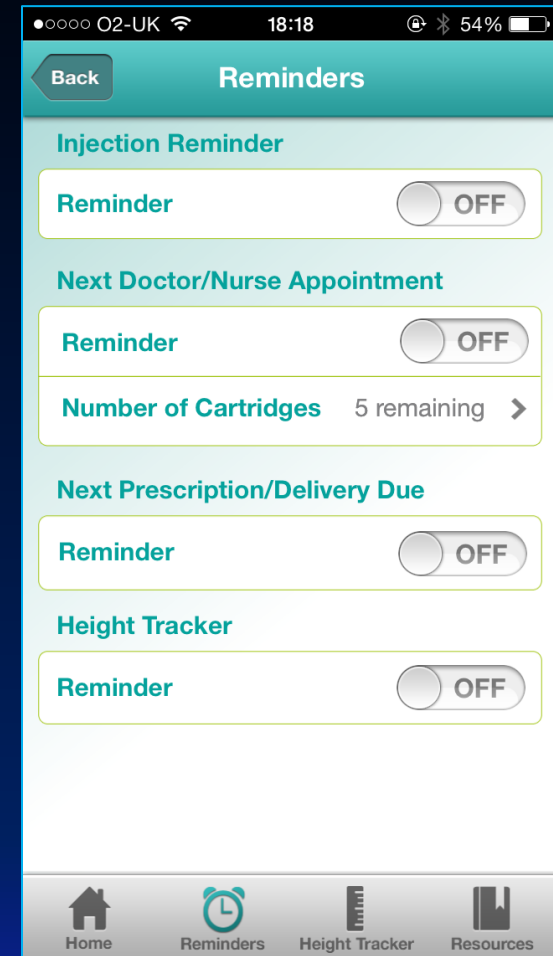 ●○○○○ O2-UK 18:18 54%
Back Reminders
Injection Reminder
Reminder OFF
Next Doctor/Nurse Appointment
Reminder OFF
Number of Cartridges 5 remaining
Next Prescription/Delivery Due
Reminder OFF
Height Tracker
Reminder OFF
Home Reminders Height Tracker Resources